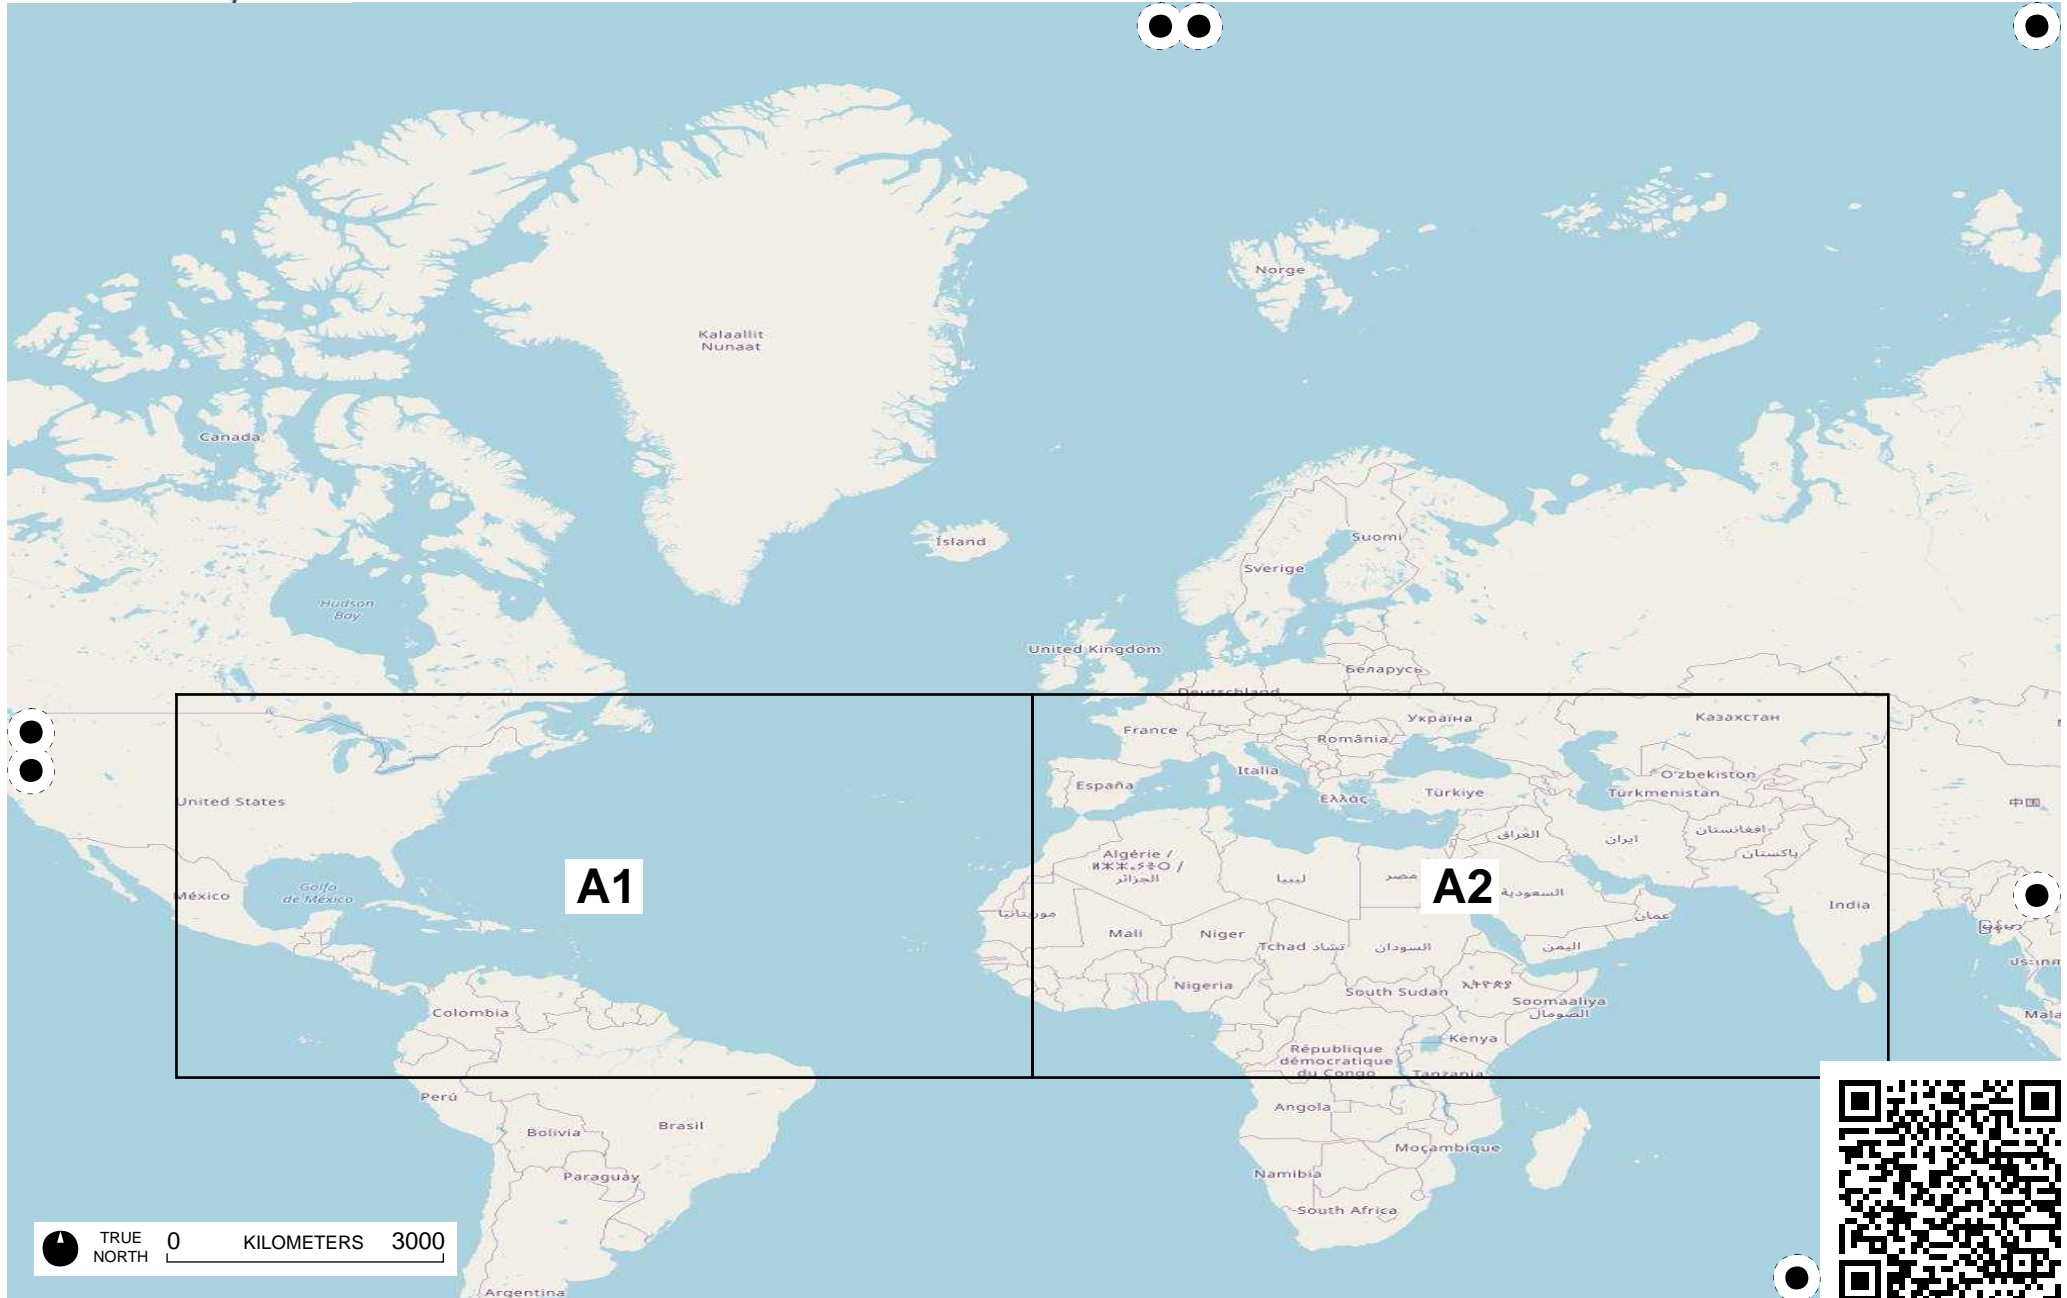 Norge
Kalaallit
Nunaat
Canada
Ísland
Suomi
Sverige
Hudson
Bay
United Kingdom
Беларусь
Deutschland
France
Україна
Казахстан
România
Italia
O'zbekiston
España
Ελλάς
Türkiye
Türkmenistan
United States
中国
العراق
ایران
افغانستان
پاکستان
Algérie /
الجزائر
ليبيا
مصر
السعودية
A1
A2
México
Golfo
de México
موريتانيا
India
عمان
Mali
Niger
Tchad تشاد
السودان
اليمن
Nigeria
South Sudan
Soomaaliya
الصومال
Colombia
Mala
Kenya
République
démocratique
du Congo
Tanzania
Perú
Angola
Brasil
Bolivia
Moçambique
Paraguay
Namibia
South Africa
TRUE
NORTH
0 KILOMETERS 3000
Argentina